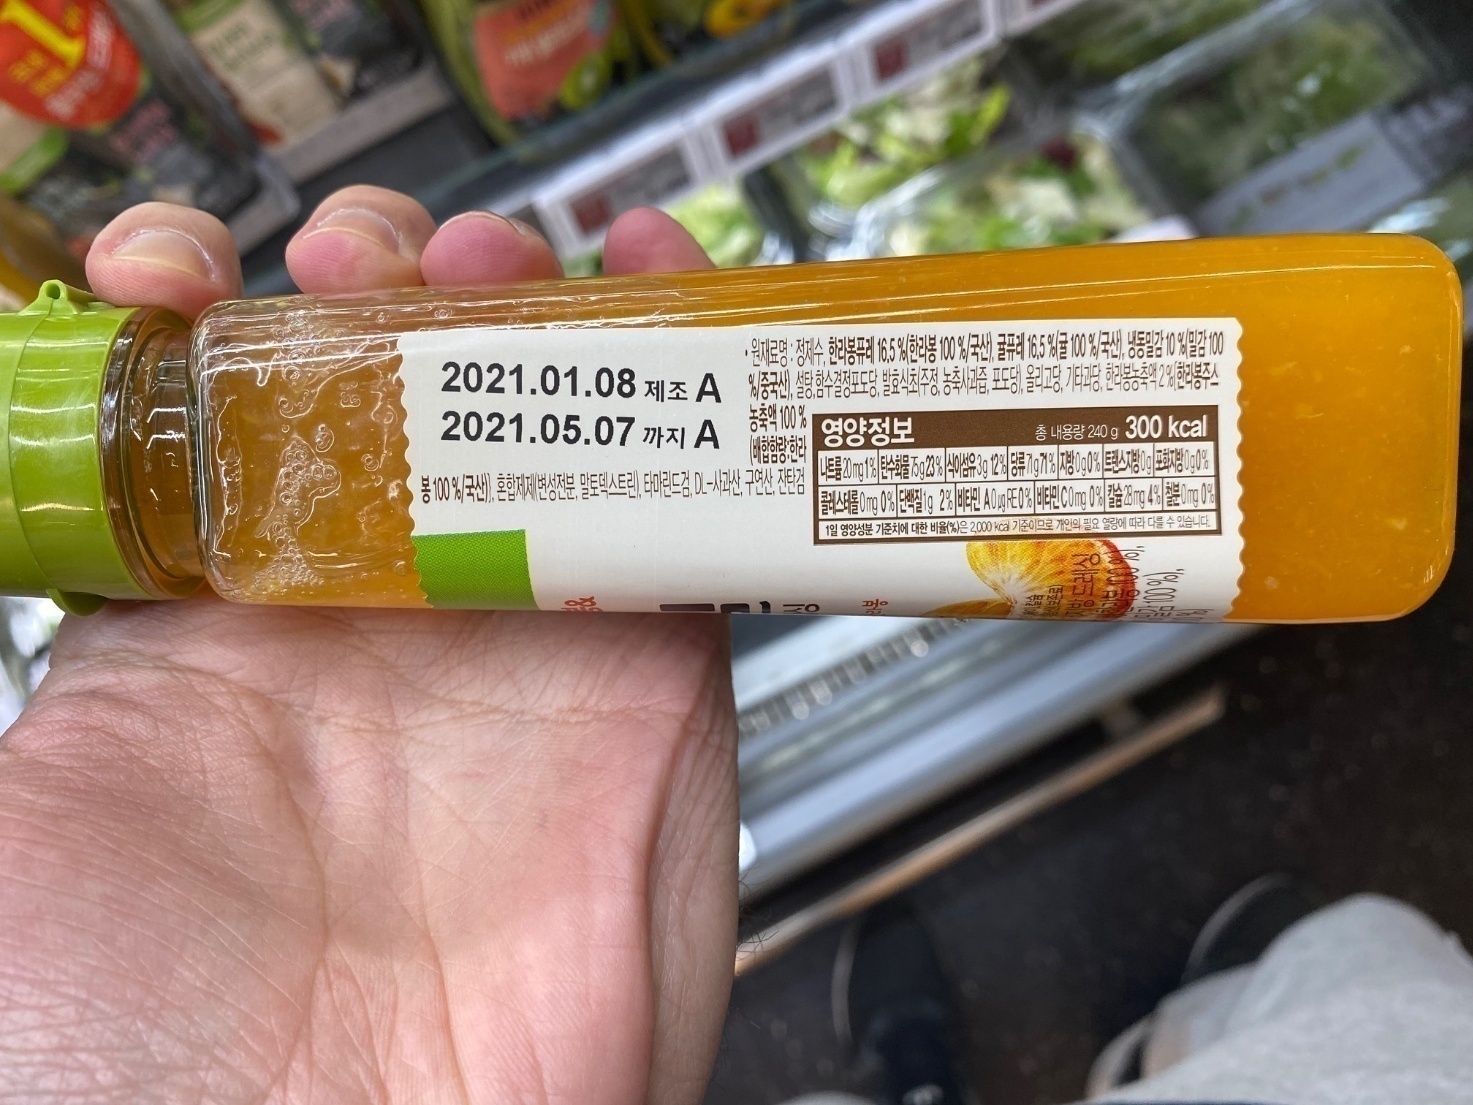 2021.01.08 제조 A
2021.05.07 까지 A
원재료명 : 정제수, 한라봉퓨레 16.5 %(한라봉 100 %/국산), 귤퓨레 16.5 %(귤 100 %/국산), 냉동밀감 10 %(밀감 100
%/중국산), 설탕, 함수결정포도당, 발효식초(주정, 농축사과즙, 포도당), 올리고당, 기타과당, 한라봉농축액 2 %(한라봉주스
농축액 100 %
(배합함량:한라
봉 100 %/국산)), 혼합제제(변성전분, 말토덱스트린), 타마린드검, DL-사과산, 구연산, 잔탄검
영양정보 총 내용량 240 g 300 kcal
나트륨 20 mg 1% 탄수화물 75 g 23% 식이섬유 3 g 12% 당류 71 g 71% 지방 0 g 0% 트랜스지방 0 g 포화지방 0 g 0%
콜레스테롤 0 mg 0% 단백질 1 g 2% 비타민 A 0 μg RE 0% 비타민 C 0 mg 0% 칼슘 28 mg 4% 철분 0 mg 0%
1일 영양성분 기준치에 대한 비율(%)은 2,000 kcal 기준이므로 개인의 필요 열량에 따라 다를 수 있습니다.
드레싱